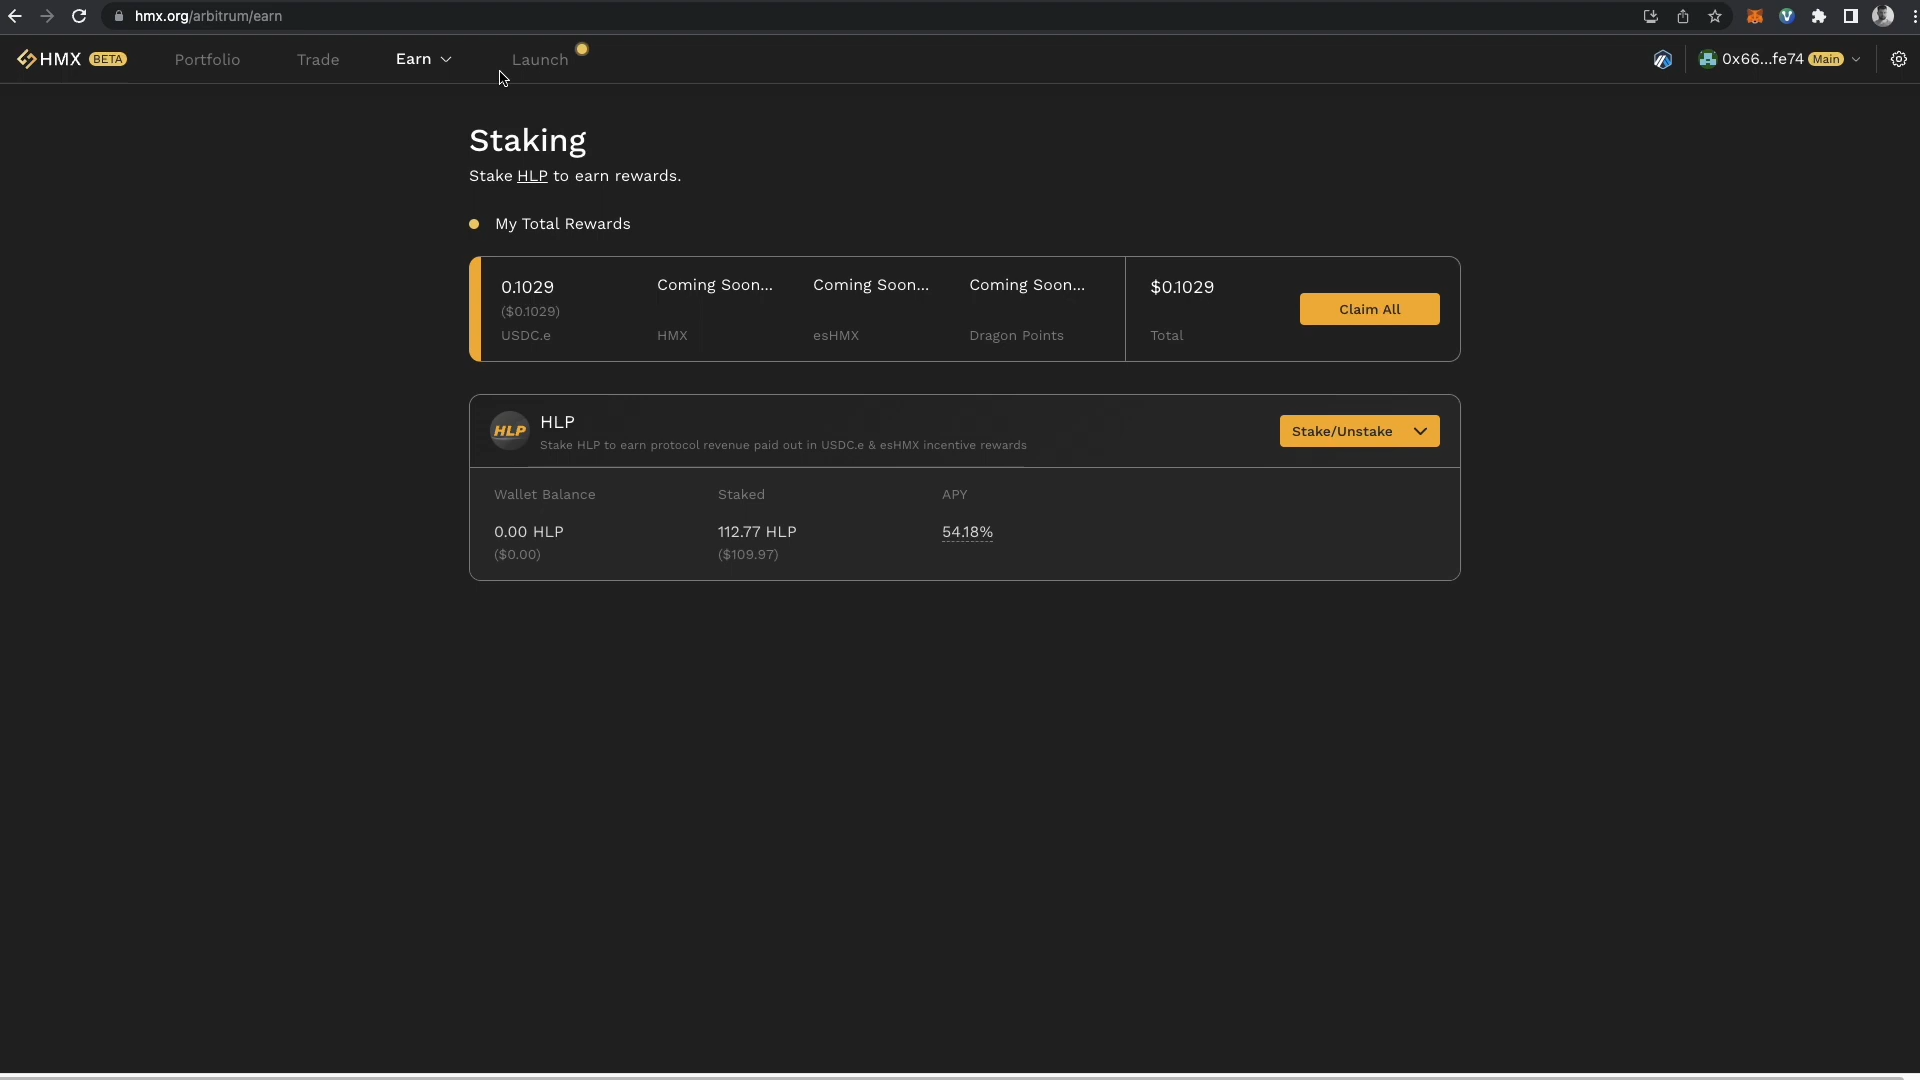 hmx.org/arbitrum/earn
HMX BETA Portfolio Trade Earn Launch 0x66...fe74 Main
Staking
Stake HLP to earn rewards.
My Total Rewards
0.1029 Coming Soon... Coming Soon... Coming Soon... $0.1029
($0.1029)
Claim All
USDC.e HMX esHMX Dragon Points Total
HLP
HLP
Stake HLP to earn protocol revenue paid out in USDC.e & esHMX incentive rewards
Stake/Unstake
Wallet Balance Staked APY
0.00 HLP 112.77 HLP 54.18%
($0.00) ($109.97)